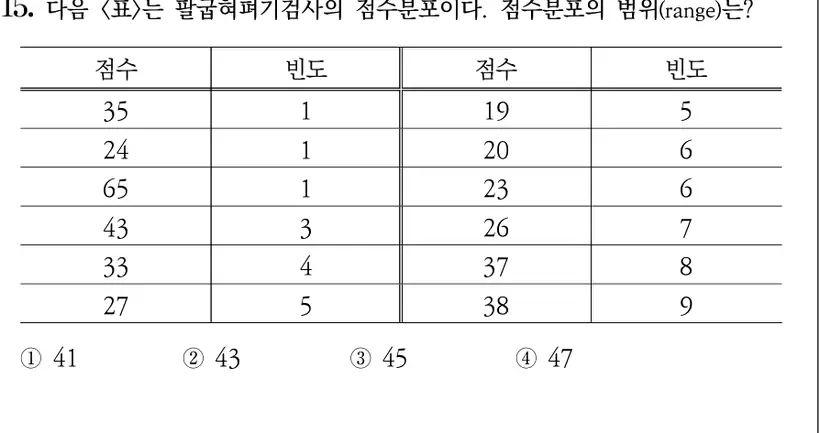 15. 다음 〈표〉는 팔굽혀펴기검사의 점수분포이다. 점수분포의 범위(range)는?
점수 빈도 점수 빈도
35 1 19 5
24 1 20 6
65 1 23 6
43 3 26 7
33 4 37 8
27 5 38 9
① 41 ② 43 ③ 45 ④ 47